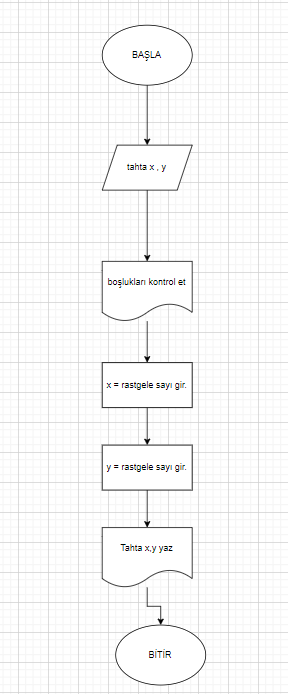 BAŞLA
tahta x , y
boşlukları kontrol et
x = rastgele sayı gir.
y = rastgele sayı gir.
Tahta x,y yaz
BİTİR